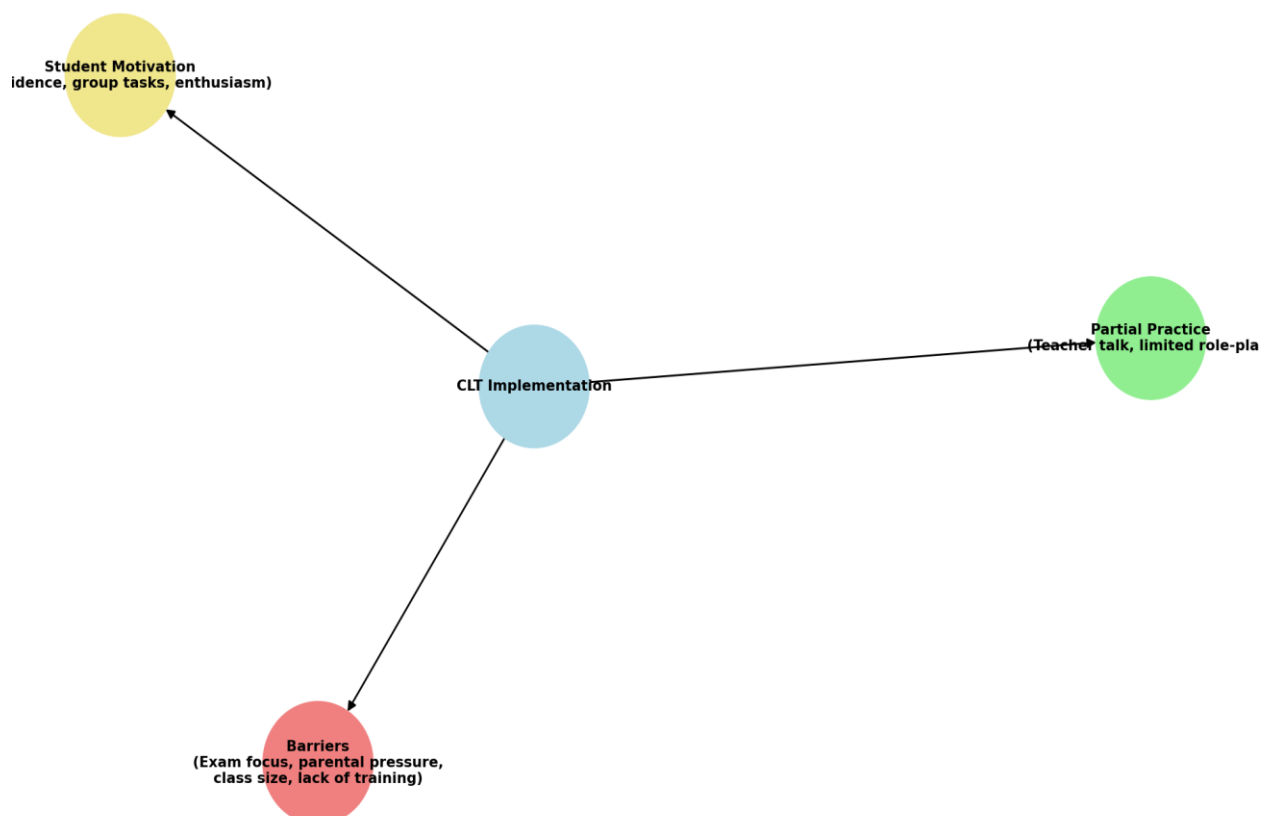 Student Motivation
idence, group tasks, enthusiasm)
Partial Practice
(Teacher talk, limited role-pla
CLT Implementation
Barriers
(Exam focus, parental pressure,
class size, lack of training)